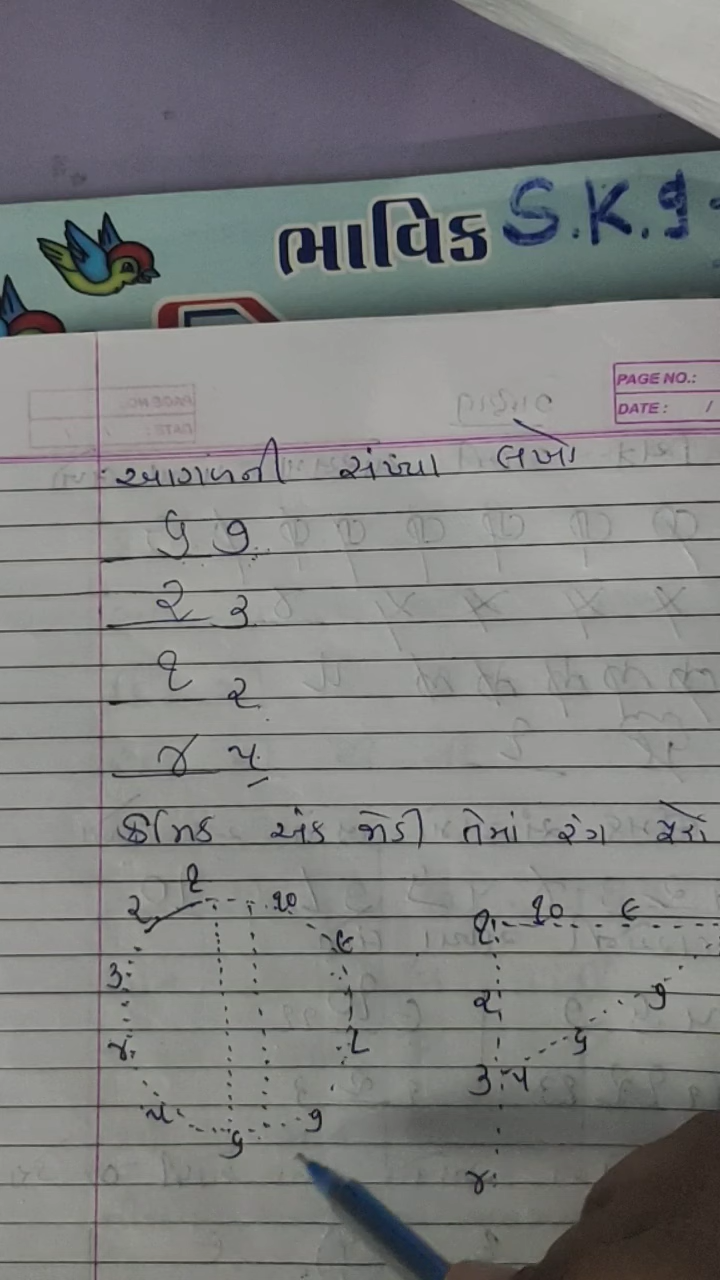 ભાવિક S.K.1
PAGE NO.:
DATE: /
આગળની સંખ્યા લખો
૬ ૭
૨ ૩
૧ ૨
૪ ૫
ક્રમિક અંક જોડી તેમાં રંગ પૂરો
૧ ૨ ૩ ૪ ૫ ૬ ૭ ૮ ૯ ૧૦
૧ ૧૦ ૯
૨ ૭
૬
૩ ૫
૪